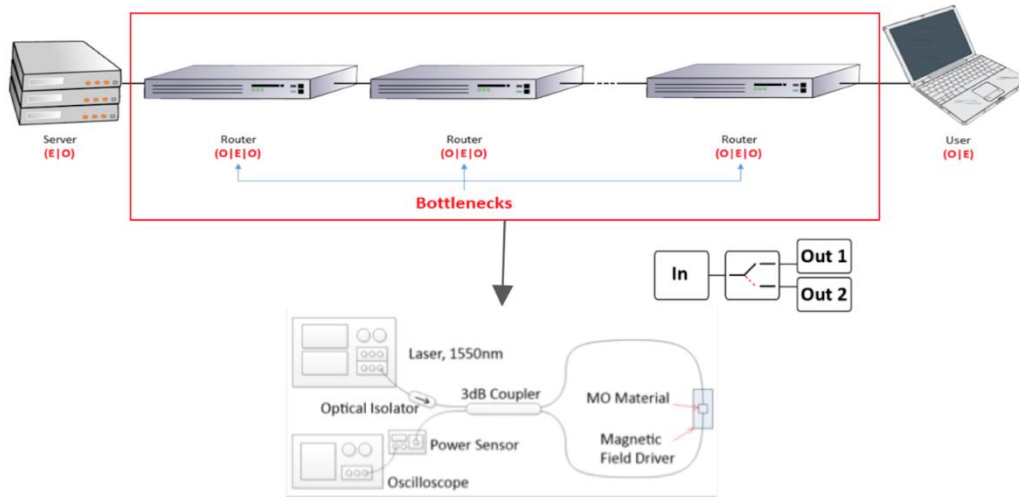 Server
(E|O)
Router
(O|E|O)
Router
(O|E|O)
Router
(O|E|O)
User
(O|E)
Bottlenecks
In
Out 1
Out 2
Laser, 1550nm
3dB Coupler
Optical Isolator
MO Material
Power Sensor
Magnetic
Field Driver
Oscilloscope